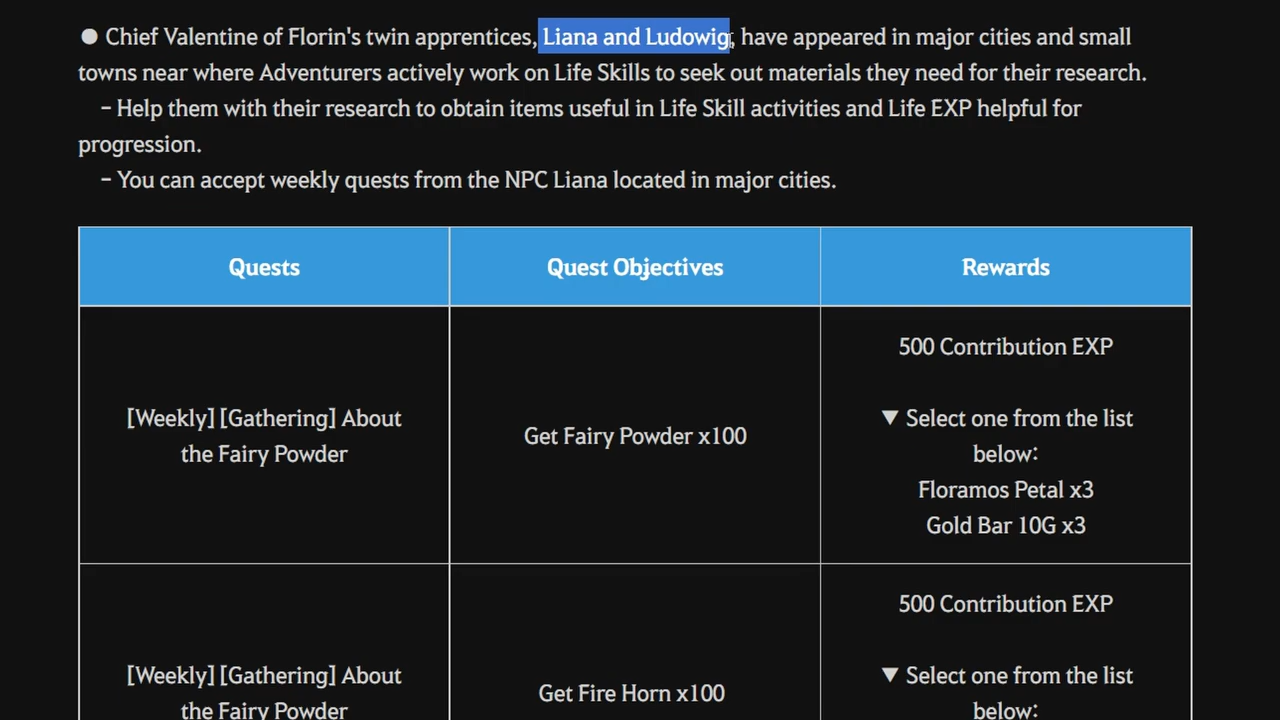 ● Chief Valentine of Florin's twin apprentices, Liana and Ludowig, have appeared in major cities and small
towns near where Adventurers actively work on Life Skills to seek out materials they need for their research.
– Help them with their research to obtain items useful in Life Skill activities and Life EXP helpful for
progression.
– You can accept weekly quests from the NPC Liana located in major cities.
Quests
Quest Objectives
Rewards
[Weekly] [Gathering] About
the Fairy Powder
Get Fairy Powder x100
500 Contribution EXP
▼ Select one from the list
below:
Floramos Petal x3
Gold Bar 10G x3
[Weekly] [Gathering] About
the Fairy Powder
Get Fire Horn x100
500 Contribution EXP
▼ Select one from the list
below: